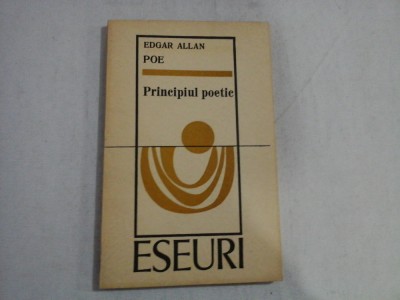 EDGAR ALLAN
POE
Principiul poetic
ESEURI